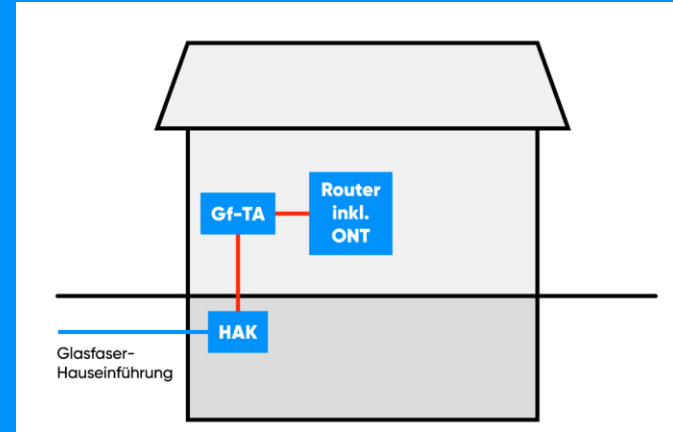 Router
inkl.
ONT
Gf-TA
HAK
Glasfaser-
Hauseinführung